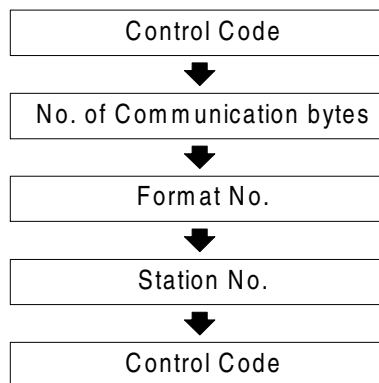 Control Code
No. of Communication bytes
Format No.
Station No.
Control Code